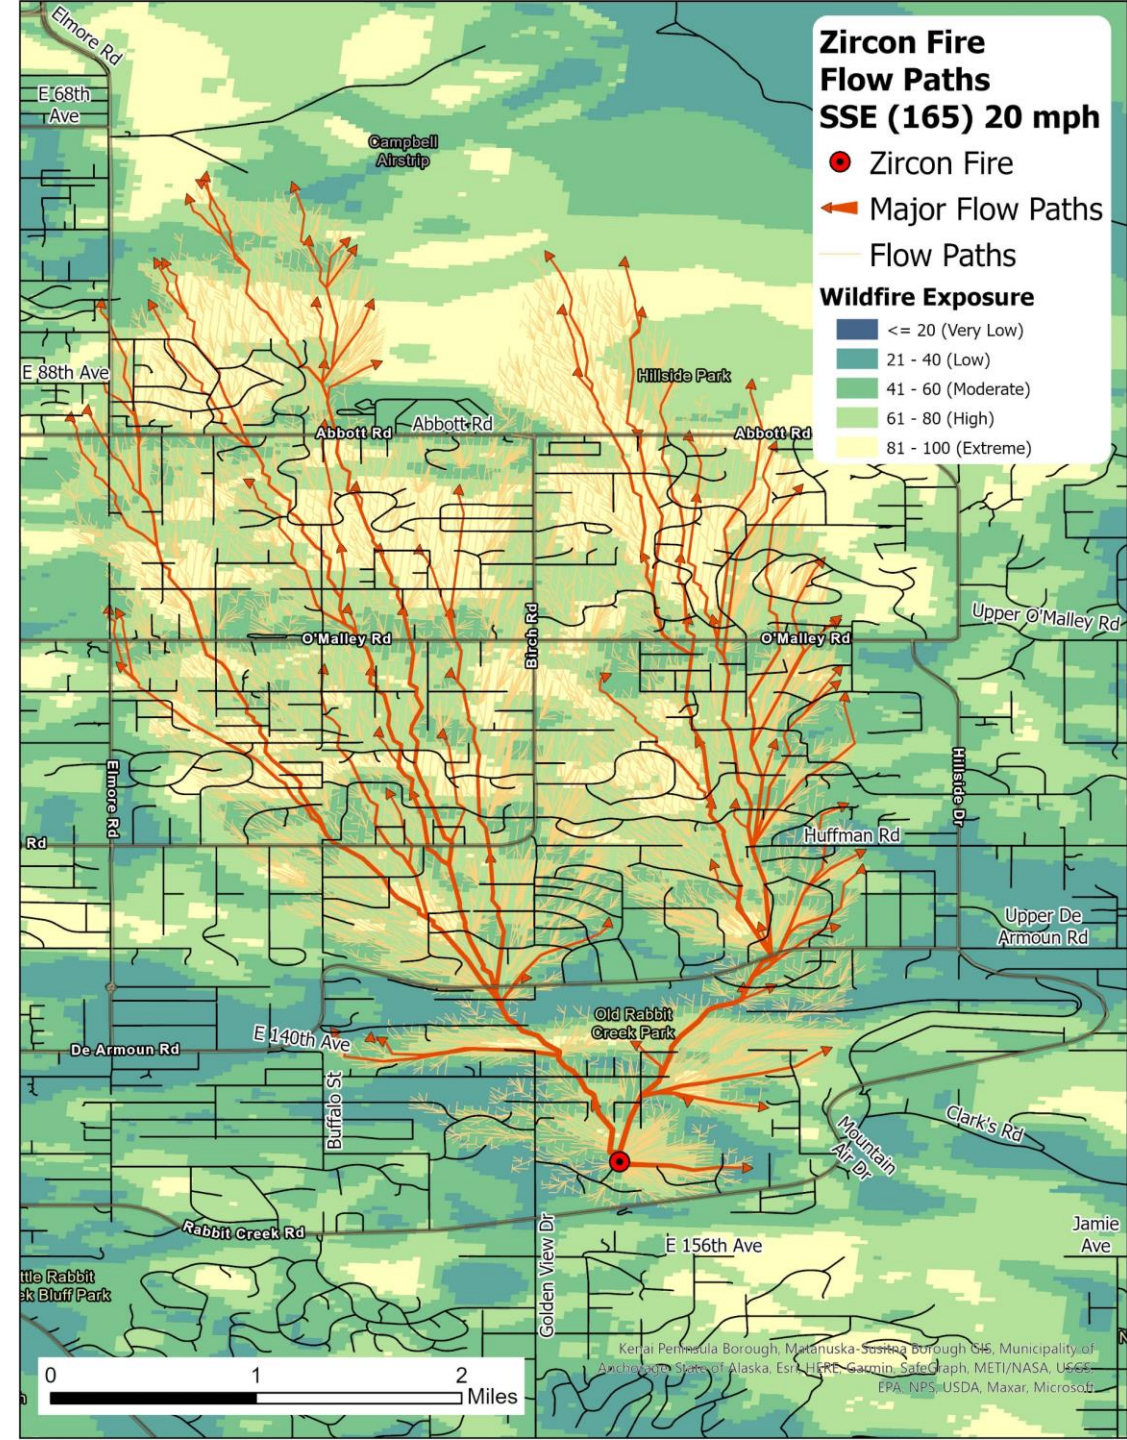 Elmore Rd
E 68th
Ave
Campbell
Airstrip
Zircon Fire
Flow Paths
SSE (165) 20 mph
Zircon Fire
Major Flow Paths
Flow Paths
Wildfire Exposure
<= 20 (Very Low)
21 - 40 (Low)
41 - 60 (Moderate)
61 - 80 (High)
81 - 100 (Extreme)
E 88th Ave
Hillside Park
Abbott Rd
Abbott Rd
Abbott Rd
Birch Rd
Upper O'Malley Rd
O'Malley Rd
O'Malley Rd
Elmore Rd
Hillside Dr
Rd
Huffman Rd
Upper De
Armoun Rd
Old Rabbit
Creek Park
E 140th Ave
De Armoun Rd
Buffalo St
Clark's Rd
Mountain
Air Dr
Rabbit Creek Rd
Golden View Dr
E 156th Ave
Jamie
Ave
ttle Rabbit
ek Bluff Park
Kenai Peninsula Borough, Matanuska-Susitna Borough GIS, Municipality of
Anchorage, State of Alaska, Esri, HERE, Garmin, SafeGraph, METI/NASA, USGS,
EPA, NPS, USDA, Maxar, Microsoft
0 1 2
Miles